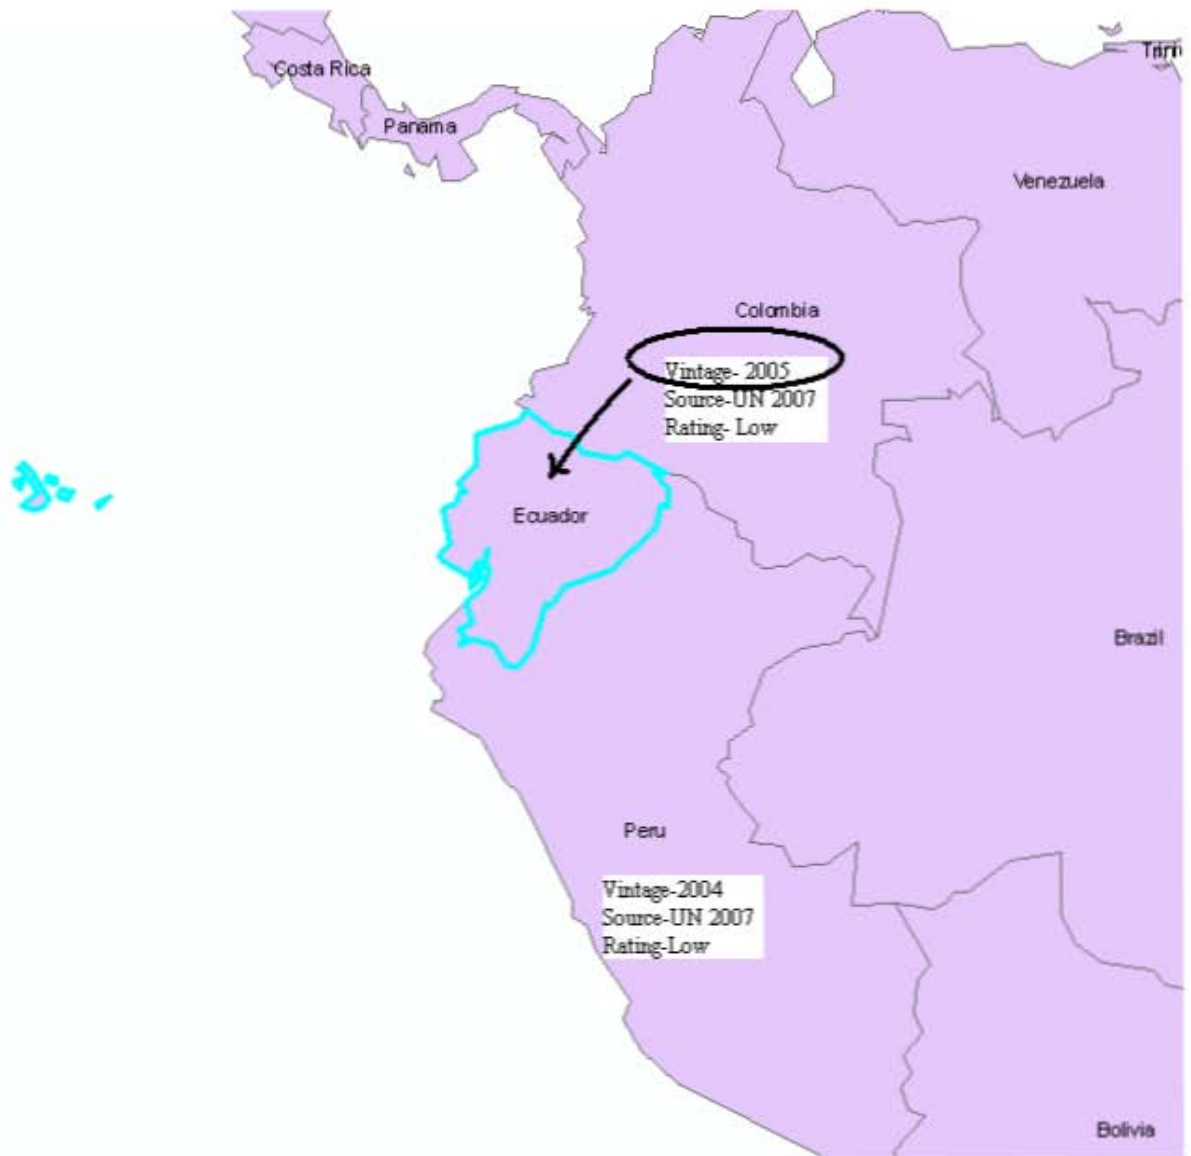 Costa Rica
Trinn
Panama
Venezuela
Colombia
Vintage- 2005
Source-UN 2007
Rating- Low
Ecuador
Brazil
Peru
Vintage-2004
Source-UN 2007
Rating-Low
Bolivia